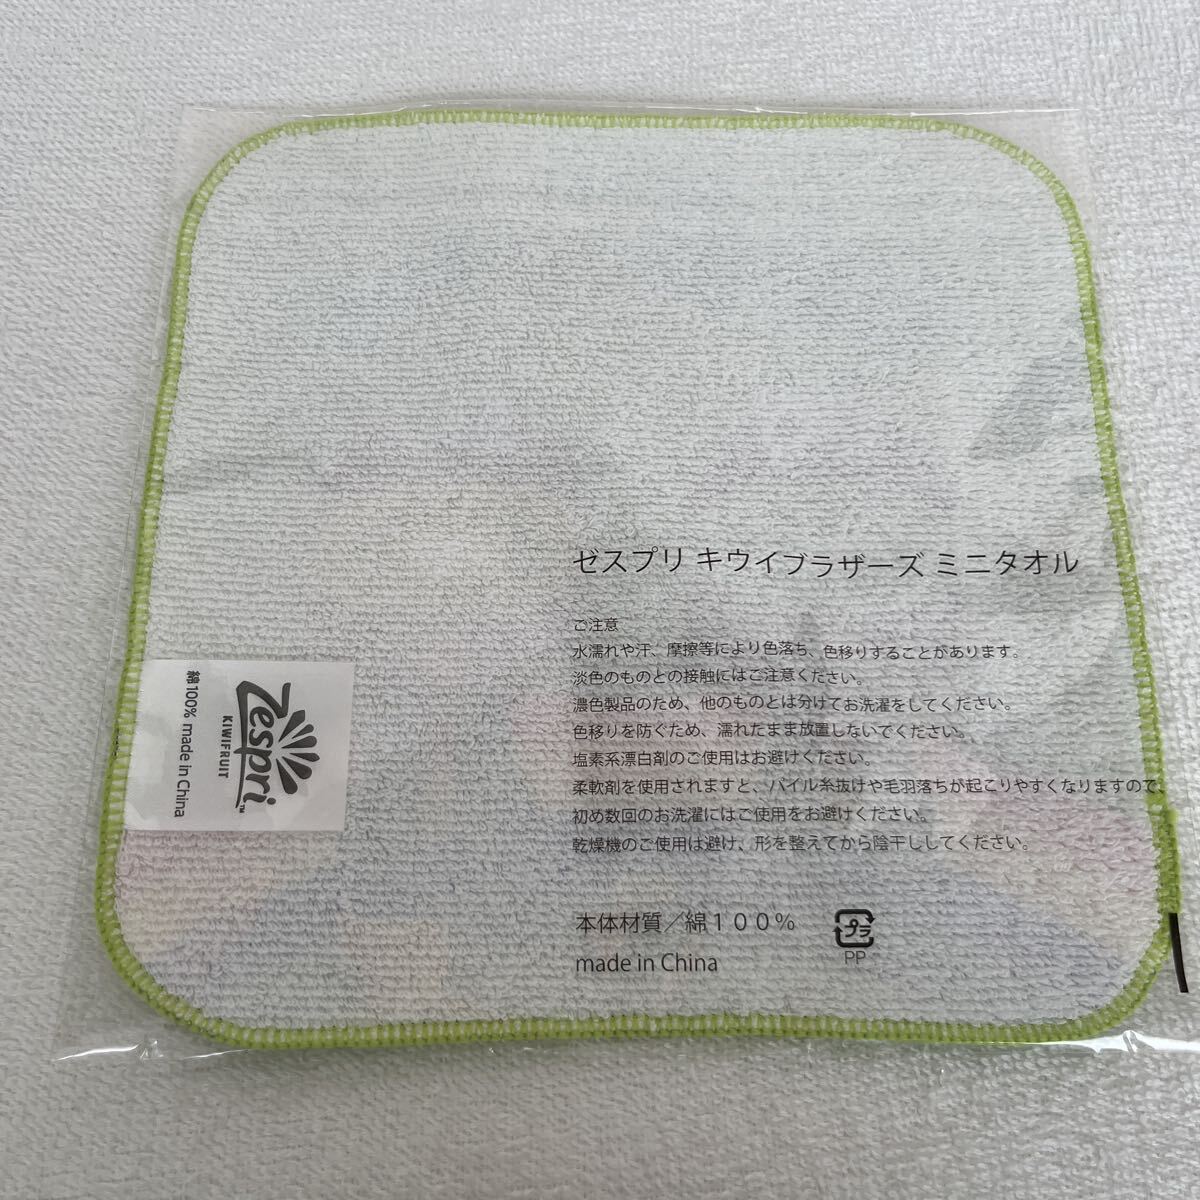 ゼスプリ キウイブラザーズ ミニタオル
ご注意
水濡れや汗、摩擦等により色落ち、色移りすることがあります。
淡色のものとの接触にはご注意ください。
濃色製品のため、他のものとは分けてお洗濯をしてください。
色移りを防ぐため、濡れたまま放置しないでください。
塩素系漂白剤のご使用はお避けください。
柔軟剤を使用されますと、パイル糸抜けや毛羽落ちが起こりやすくなりますので、
初め数回のお洗濯にはご使用をお避けください。
乾燥機のご使用は避け、形を整えてから陰干ししてください。
本体材質／綿１００％
プラ
PP
made in China
Zespri™
KIWIFRUIT
綿100% made in China